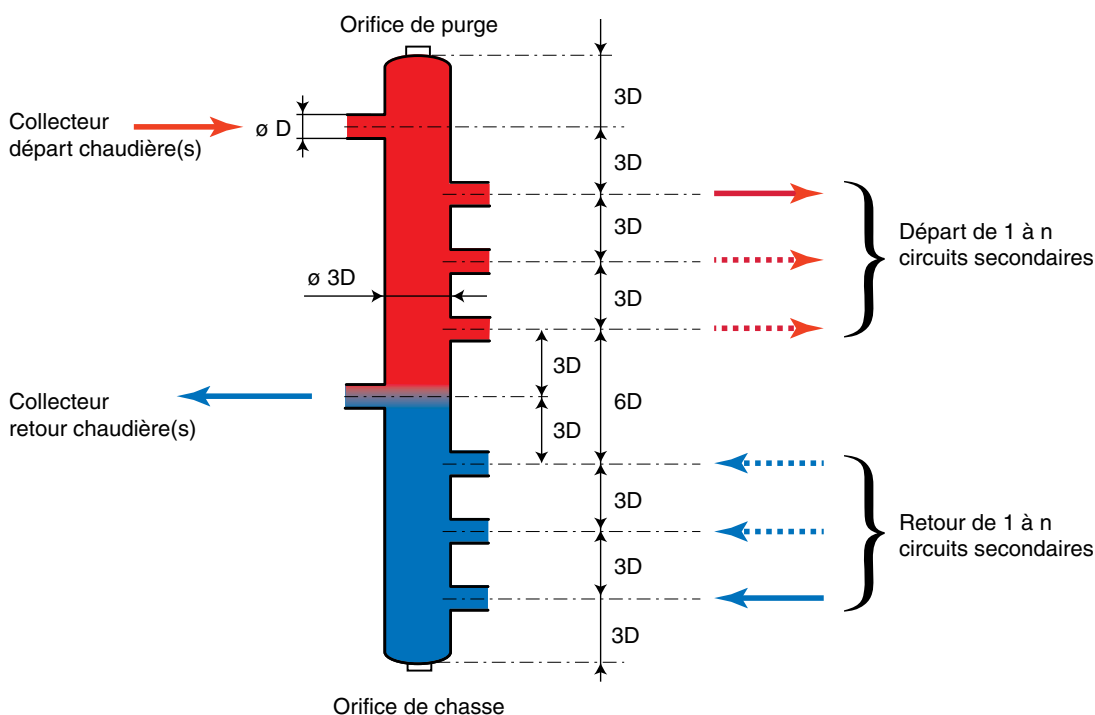 Orifice de purge
3D
Collecteur
départ chaudière(s)
ø D
3D
3D
Départ de 1 à n
circuits secondaires
ø 3D
3D
3D
6D
Collecteur
retour chaudière(s)
3D
3D
Retour de 1 à n
circuits secondaires
3D
3D
Orifice de chasse